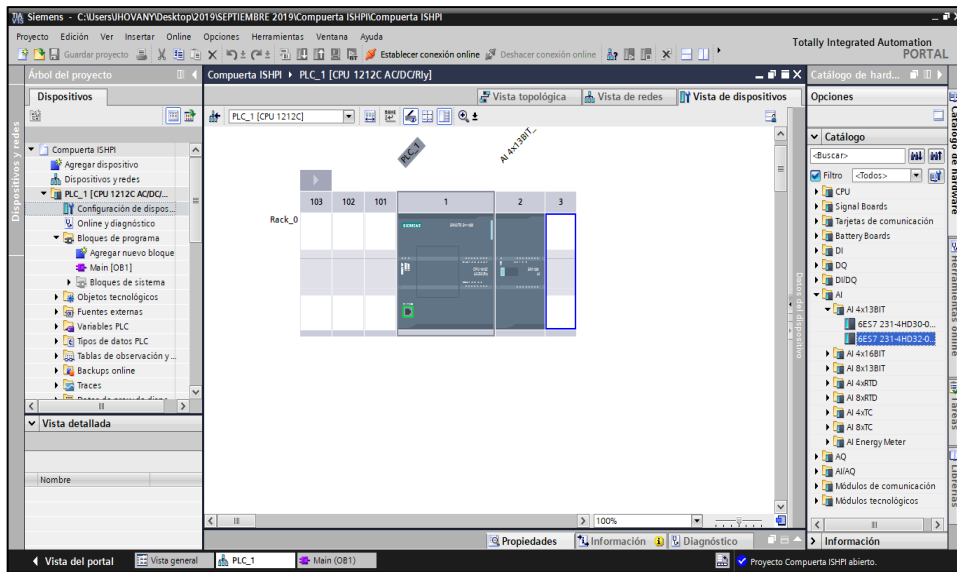 Siemens - C:\Users\JHOVANY\Desktop\2019\SEPTIEMBRE 2019\Compuerta ISHPI\Compuerta ISHPI
Proyecto Edición Ver Insertar Online Opciones Herramientas Ventana Ayuda
Totally Integrated Automation
PORTAL
Guardar proyecto
Establecer conexión online
Deshacer conexión online
Árbol del proyecto
Dispositivos
Dispositivos y redes
Compuerta ISHPI
Agregar dispositivo
Dispositivos y redes
PLC_1 [CPU 1212C AC/DC/...
Configuración de dispos...
Online y diagnóstico
Bloques de programa
Agregar nuevo bloque
Main [OB1]
Bloques de sistema
Objetos tecnológicos
Fuentes externas
Variables PLC
Tipos de datos PLC
Tablas de observación y ...
Backups online
Traces
Vista detallada
Nombre
Compuerta ISHPI PLC_1 [CPU 1212C AC/DC/Rly]
Vista topológica
Vista de redes
Vista de dispositivos
PLC_1 [CPU 1212C]
PLC_1
AI 4x13BIT_
103 102 101 1 2 3
Rack_0
SIEMENS
100%
Datos del dispositivo
Propiedades
Información
Diagnóstico
Catálogo de hard...
Opciones
Catálogo
<Buscar>
Filtro <Todos>
CPU
Signal Boards
Tarjetas de comunicación
Battery Boards
DI
DQ
DI/DQ
AI
AI 4x13BIT
6ES7 231-4HD30-0...
6ES7 231-4HD32-0...
AI 4x16BIT
AI 8x13BIT
AI 4xRTD
AI 8xRTD
AI 4xTC
AI 8xTC
AI Energy Meter
AQ
AI/AQ
Módulos de comunicación
Módulos tecnológicos
Información
Catálogo de hardware
Herramientas online
Tareas
Librerías
Vista del portal
Vista general
PLC_1
Main (OB1)
Proyecto Compuerta ISHPI abierto.